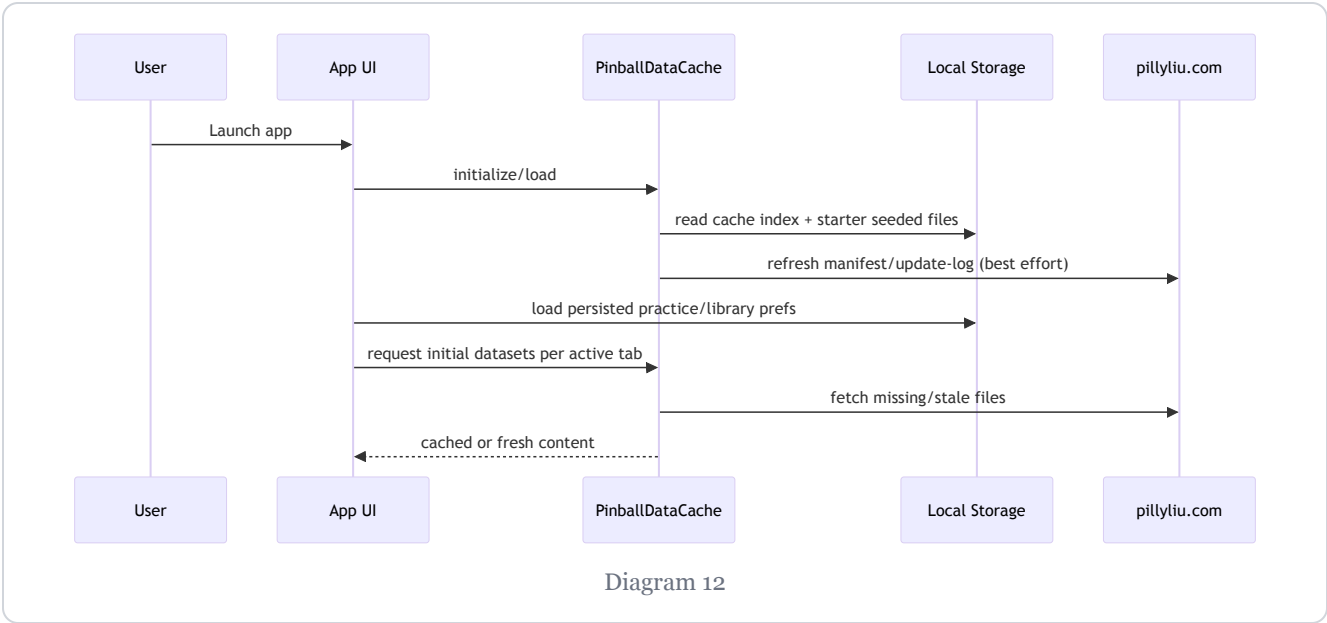 User
App UI
PinballDataCache
Local Storage
pillyliu.com
Launch app
initialize/load
read cache index + starter seeded files
refresh manifest/update-log (best effort)
load persisted practice/library prefs
request initial datasets per active tab
fetch missing/stale files
cached or fresh content
User
App UI
PinballDataCache
Local Storage
pillyliu.com
Diagram 12